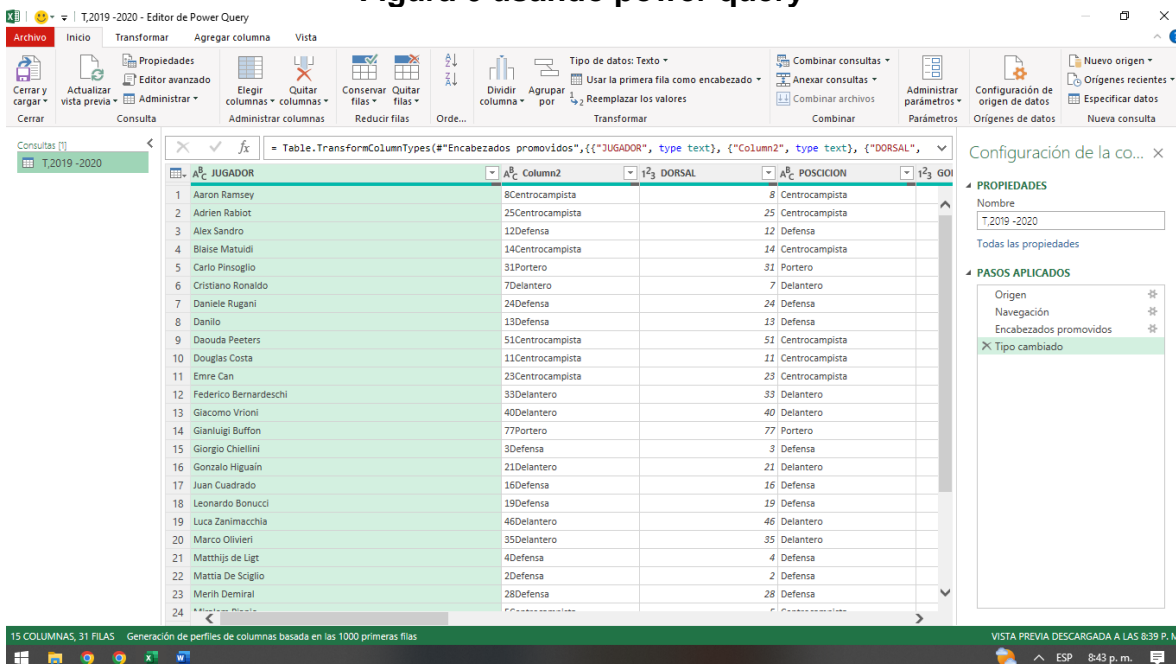 Figura 6 usando power query
T,2019 -2020 - Editor de Power Query
Archivo Inicio Transformar Agregar columna Vista
Cerrar y cargar
Cerrar
Actualizar vista previa
Propiedades
Editor avanzado
Administrar
Consulta
Elegir columnas
Quitar columnas
Administrar columnas
Conservar filas
Quitar filas
Reducir filas
Orde...
Dividir columna
Agrupar por
Tipo de datos: Texto
Usar la primera fila como encabezado
Reemplazar los valores
Transformar
Combinar consultas
Anexar consultas
Combinar archivos
Combinar
Administrar parámetros
Parámetros
Configuración de origen de datos
Orígenes de datos
Nuevo origen
Orígenes recientes
Especificar datos
Nueva consulta
Consultas [1]
T,2019 -2020
fx = Table.TransformColumnTypes(#"Encabezados promovidos",{{"JUGADOR", type text}, {"Column2", type text}, {"DORSAL",
JUGADOR Column2 DORSAL POSCICION GOI
1 Aaron Ramsey 8Centrocampista 8 Centrocampista
2 Adrien Rabiot 25Centrocampista 25 Centrocampista
3 Alex Sandro 12Defensa 12 Defensa
4 Blaise Matuidi 14Centrocampista 14 Centrocampista
5 Carlo Pinsoglio 31Portero 31 Portero
6 Cristiano Ronaldo 7Delantero 7 Delantero
7 Daniele Rugani 24Defensa 24 Defensa
8 Danilo 13Defensa 13 Defensa
9 Daouda Peeters 51Centrocampista 51 Centrocampista
10 Douglas Costa 11Centrocampista 11 Centrocampista
11 Emre Can 23Centrocampista 23 Centrocampista
12 Federico Bernardeschi 33Delantero 33 Delantero
13 Giacomo Vrioni 40Delantero 40 Delantero
14 Gianluigi Buffon 77Portero 77 Portero
15 Giorgio Chiellini 3Defensa 3 Defensa
16 Gonzalo Higuaín 21Delantero 21 Delantero
17 Juan Cuadrado 16Defensa 16 Defensa
18 Leonardo Bonucci 19Defensa 19 Defensa
19 Luca Zanimacchia 46Delantero 46 Delantero
20 Marco Olivieri 35Delantero 35 Delantero
21 Matthijs de Ligt 4Defensa 4 Defensa
22 Mattia De Sciglio 2Defensa 2 Defensa
23 Merih Demiral 28Defensa 28 Defensa
24
Configuración de la co...
PROPIEDADES
Nombre
T,2019 -2020
Todas las propiedades
PASOS APLICADOS
Origen
Navegación
Encabezados promovidos
Tipo cambiado
15 COLUMNAS, 31 FILAS Generación de perfiles de columnas basada en las 1000 primeras filas
VISTA PREVIA DESCARGADA A LAS 8:39 P. M
ESP 8:43 p. m.